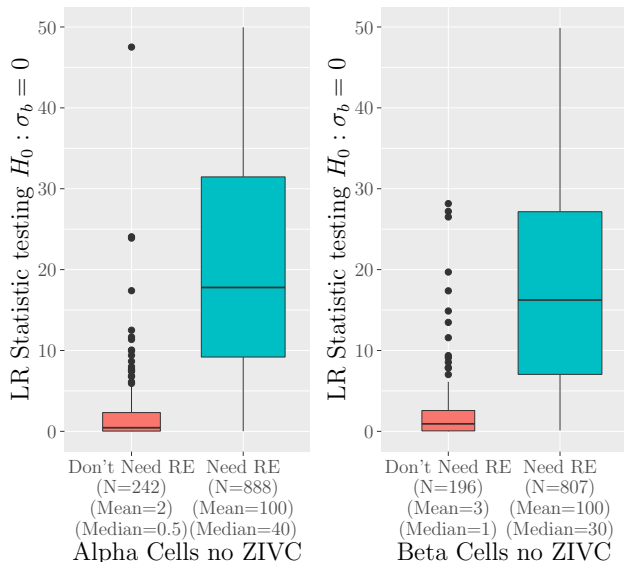 LR Statistic testing H₀ : σ_b = 0
50
40
30
20
10
0
Don't Need RE
(N=242)
(Mean=2)
(Median=0.5)
Need RE
(N=888)
(Mean=100)
(Median=40)
Alpha Cells no ZIVC
LR Statistic testing H₀ : σ_b = 0
50
40
30
20
10
0
Don't Need RE
(N=196)
(Mean=3)
(Median=1)
Need RE
(N=807)
(Mean=100)
(Median=30)
Beta Cells no ZIVC